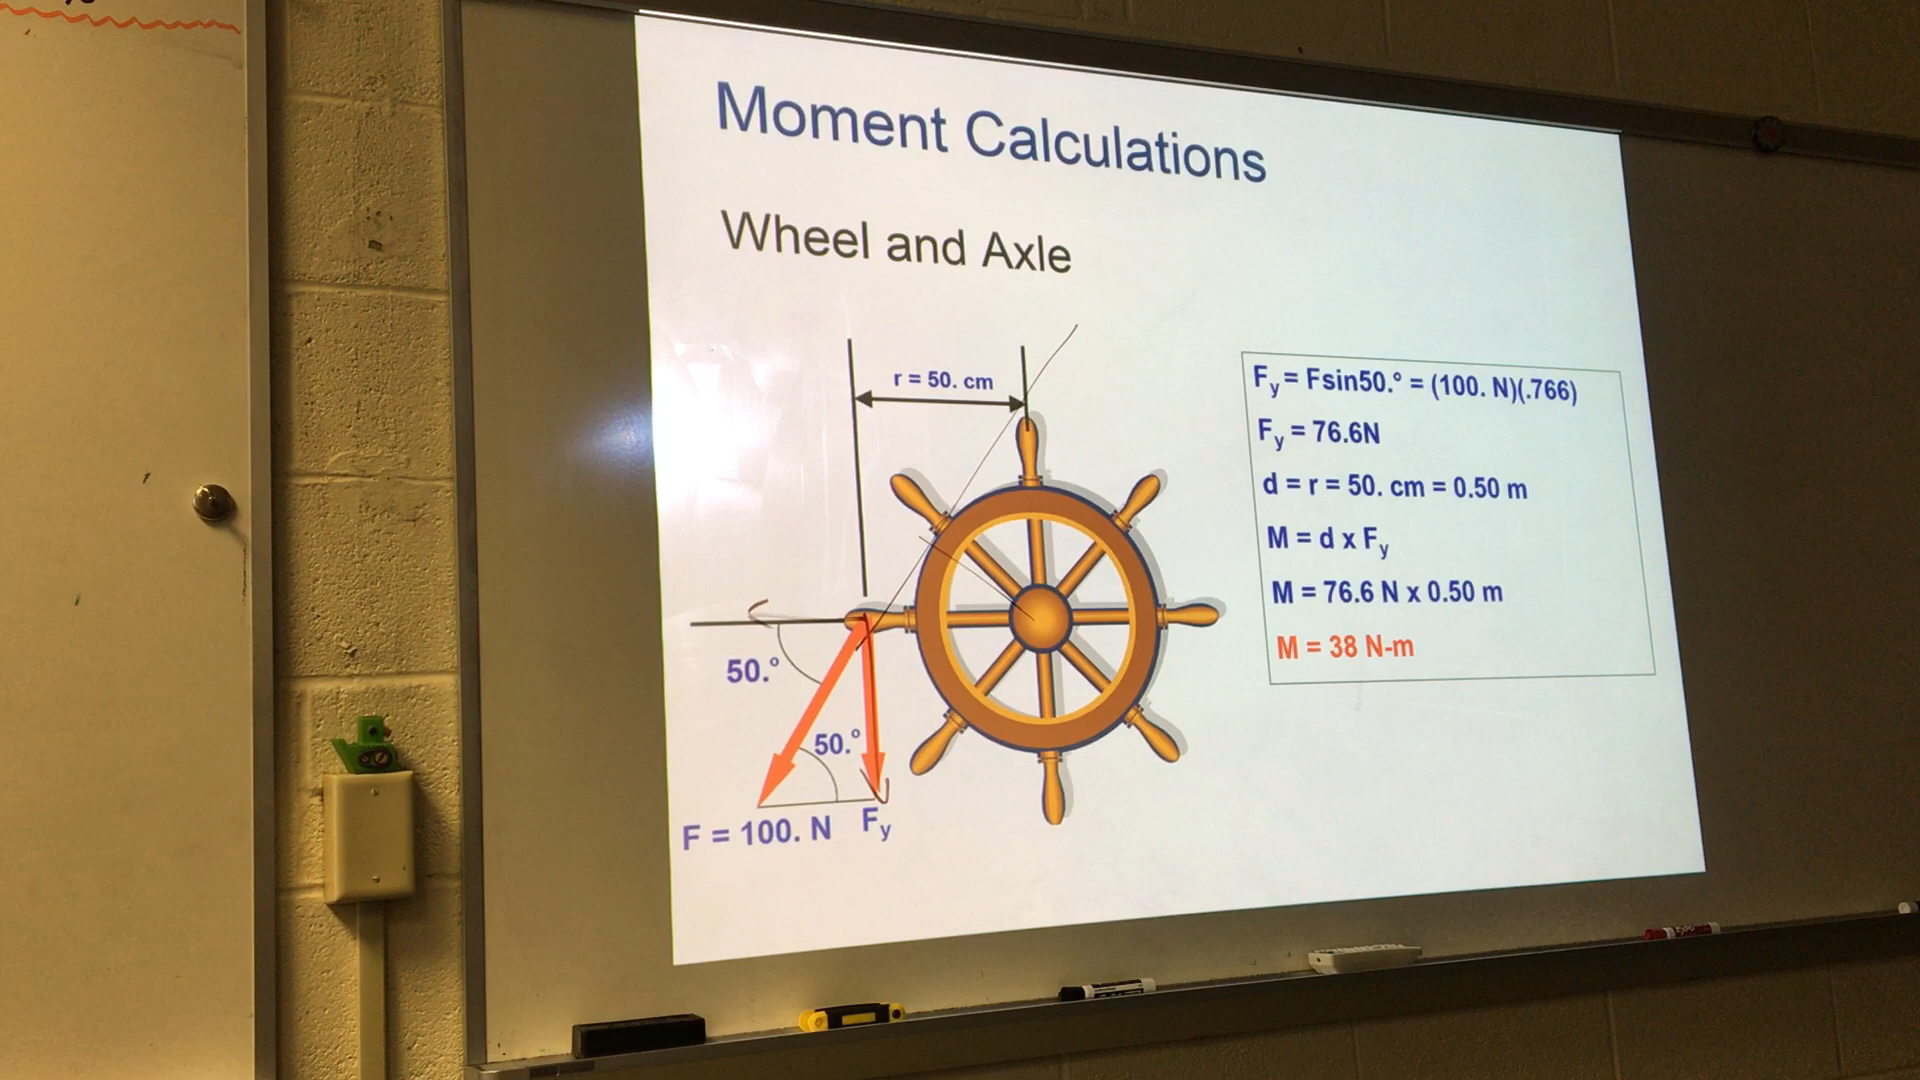 Moment Calculations
Wheel and Axle
r = 50. cm
50.°
50.°
F = 100. N
Fy
Fy = Fsin50.° = (100. N)(.766)
Fy = 76.6N
d = r = 50. cm = 0.50 m
M = d x Fy
M = 76.6 N x 0.50 m
M = 38 N-m